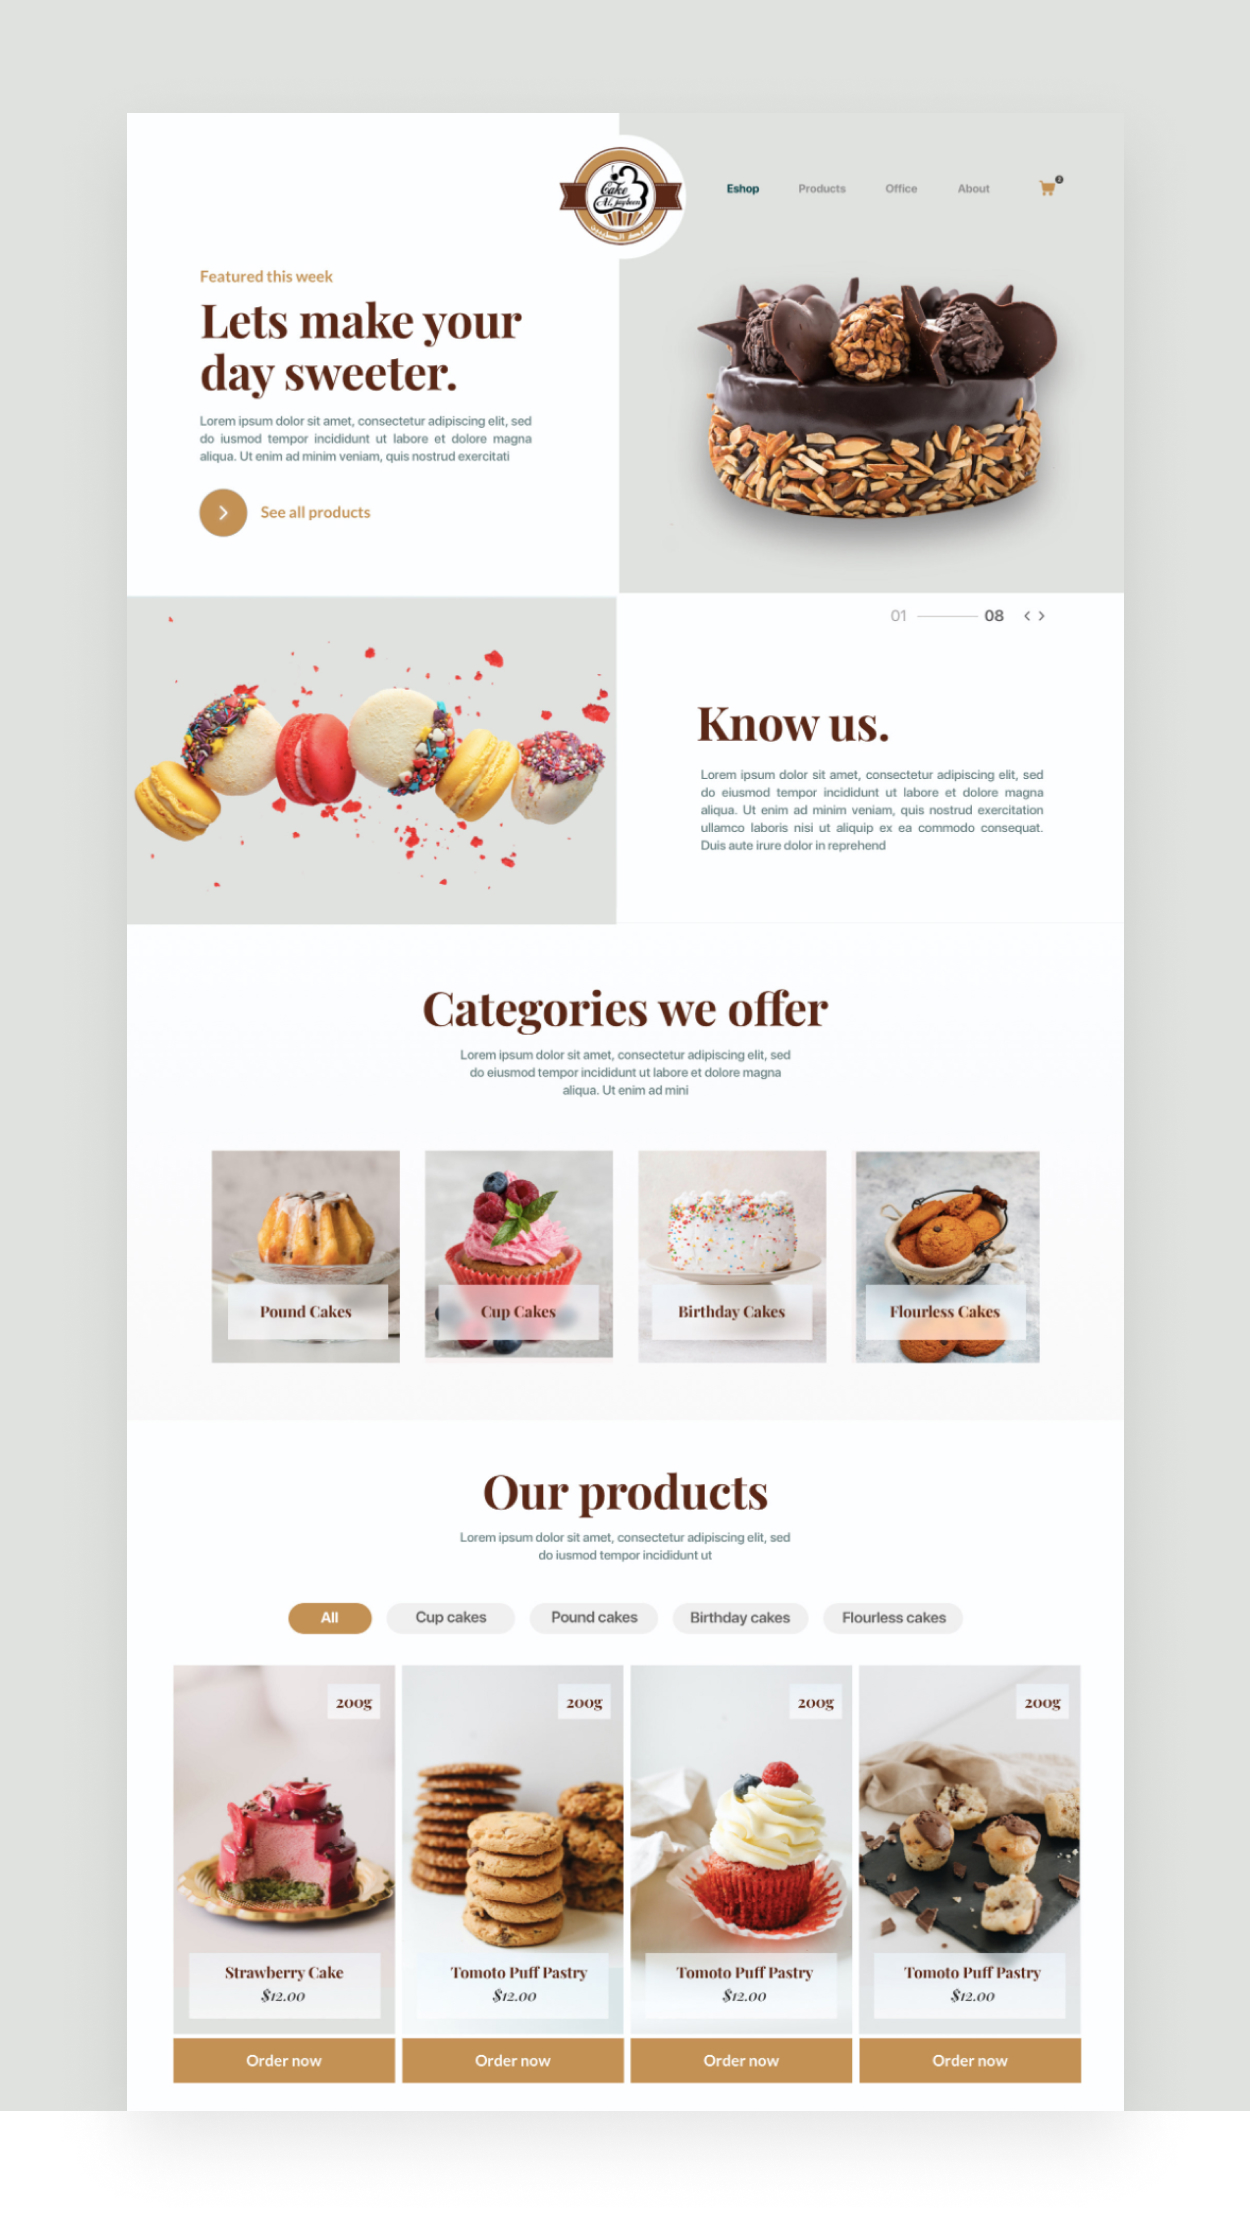 Cake
Eshop
Products
Office
About
2
Featured this week
Lets make your
day sweeter.
Lorem ipsum dolor sit amet, consectetur adipiscing elit, sed
do iusmod tempor incididunt ut labore et dolore magna
aliqua. Ut enim ad minim veniam, quis nostrud exercitati
See all products
01
08
Know us.
Lorem ipsum dolor sit amet, consectetur adipiscing elit, sed
do eiusmod tempor incididunt ut labore et dolore magna
aliqua. Ut enim ad minim veniam, quis nostrud exercitation
ullamco laboris nisi ut aliquip ex ea commodo consequat.
Duis aute irure dolor in reprehend
Categories we offer
Lorem ipsum dolor sit amet, consectetur adipiscing elit, sed
do eiusmod tempor incididunt ut labore et dolore magna
aliqua. Ut enim ad mini
Pound Cakes
Cup Cakes
Birthday Cakes
Flourless Cakes
Our products
Lorem ipsum dolor sit amet, consectetur adipiscing elit, sed
do iusmod tempor incididunt ut
All
Cup cakes
Pound cakes
Birthday cakes
Flourless cakes
200g
200g
200g
200g
Strawberry Cake
$12.00
Tomoto Puff Pastry
$12.00
Tomoto Puff Pastry
$12.00
Tomoto Puff Pastry
$12.00
Order now
Order now
Order now
Order now